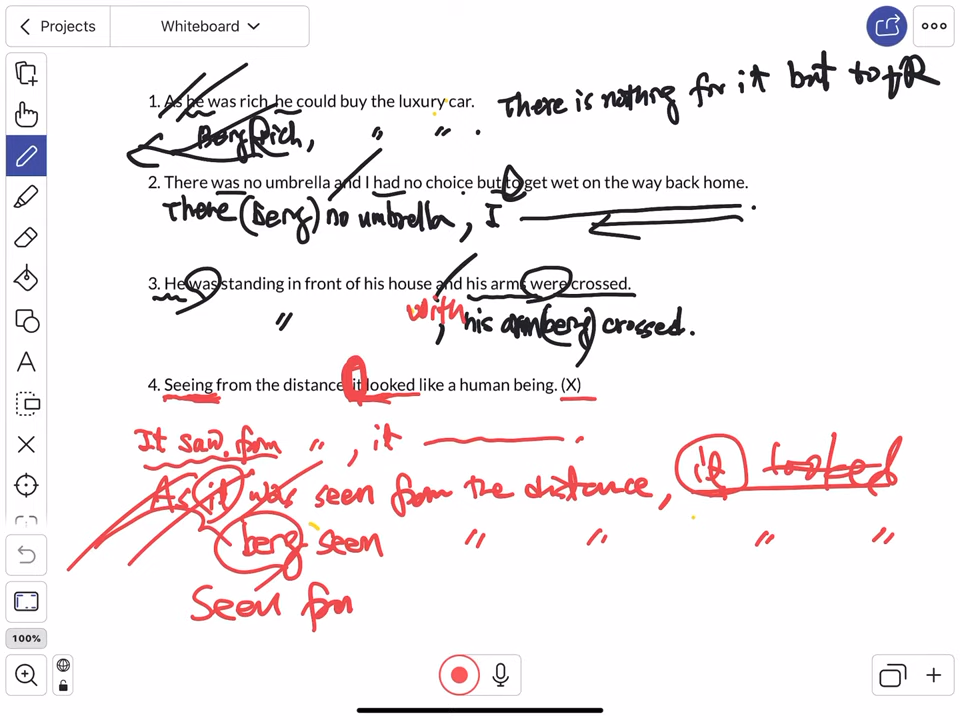 Projects
Whiteboard
1. As he was rich, he could buy the luxury car.
There is nothing for it but to R
Being Rich, " " .
2. There was no umbrella and I had no choice but to get wet on the way back home.
There (Being) no umbrella, I .
3. He was standing in front of his house and his arms were crossed.
" with, his arm (being) crossed.
4. Seeing from the distance it looked like a human being. (X)
It saw from " , it .
As it was seen from the distance, it looked
being seen " " " "
Seen from
100%